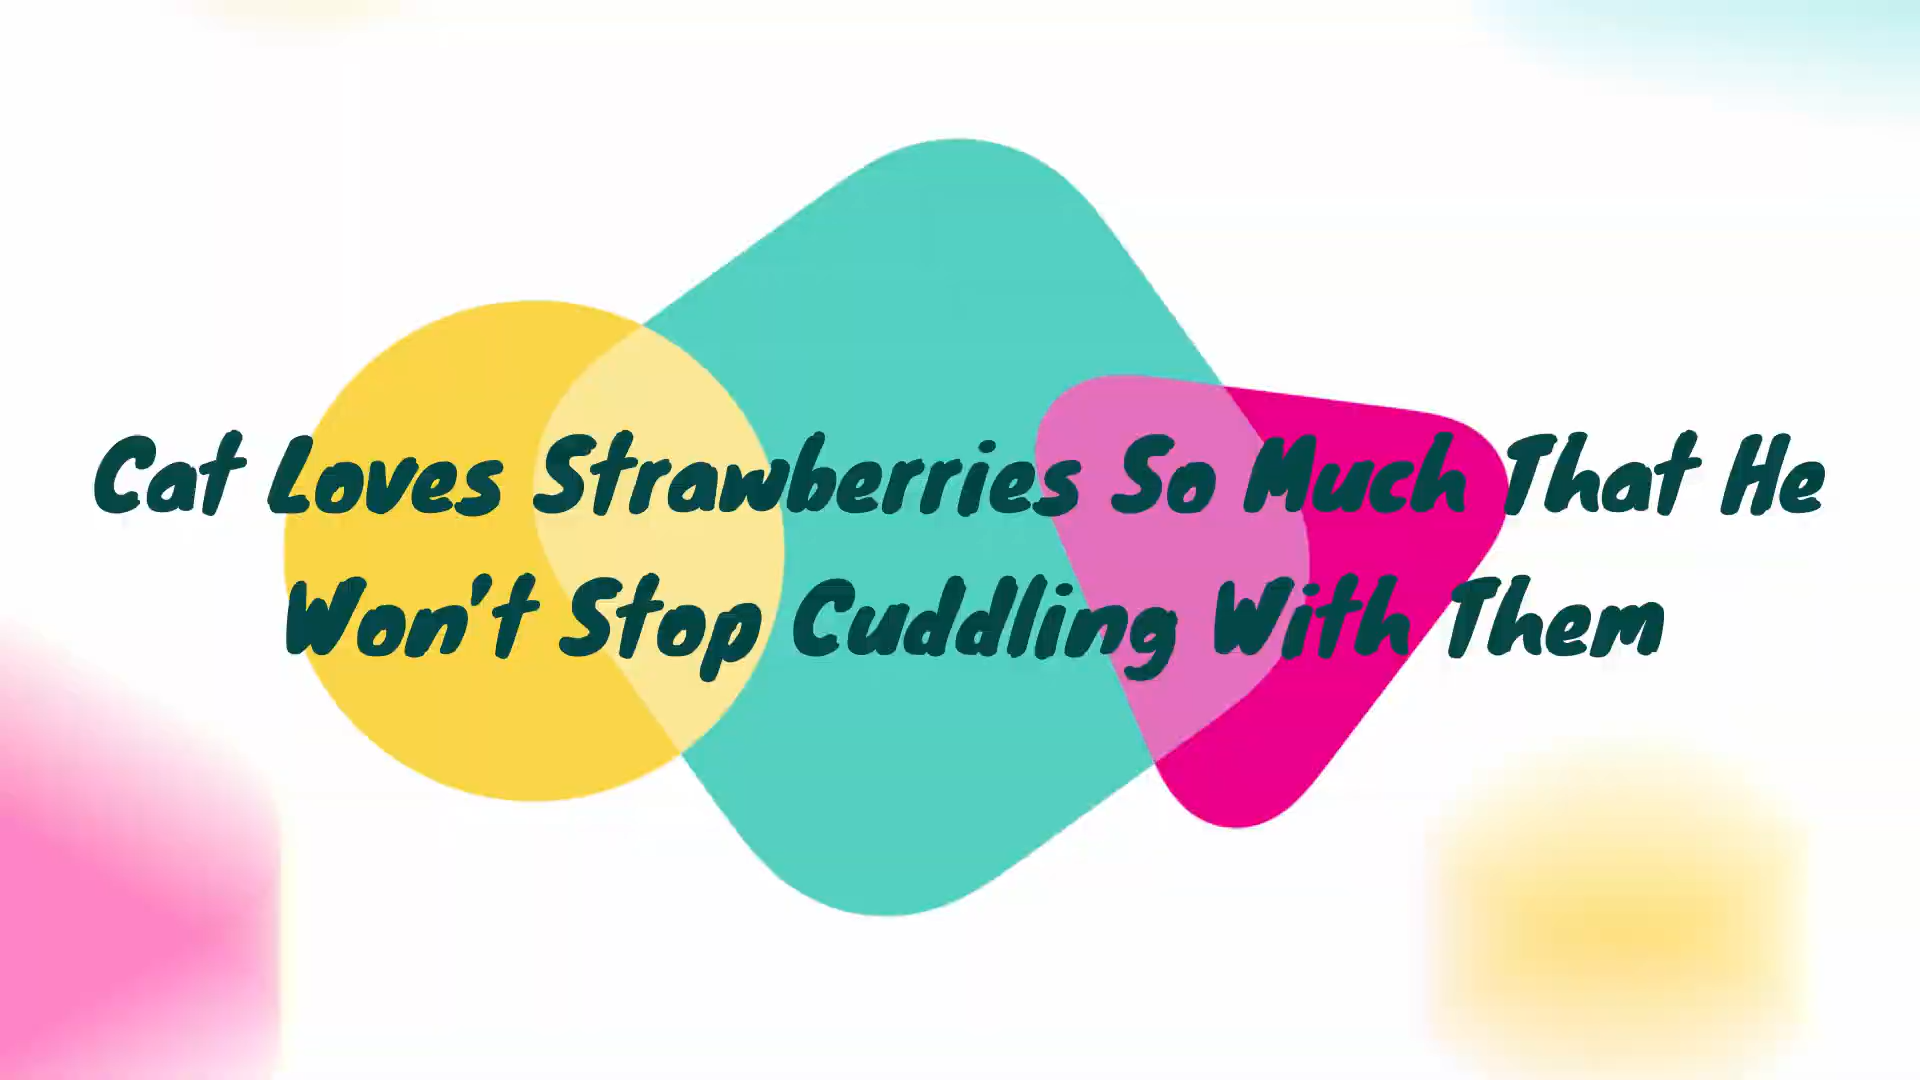 Cat Loves Strawberries So Much That He
Won't Stop Cuddling With Them